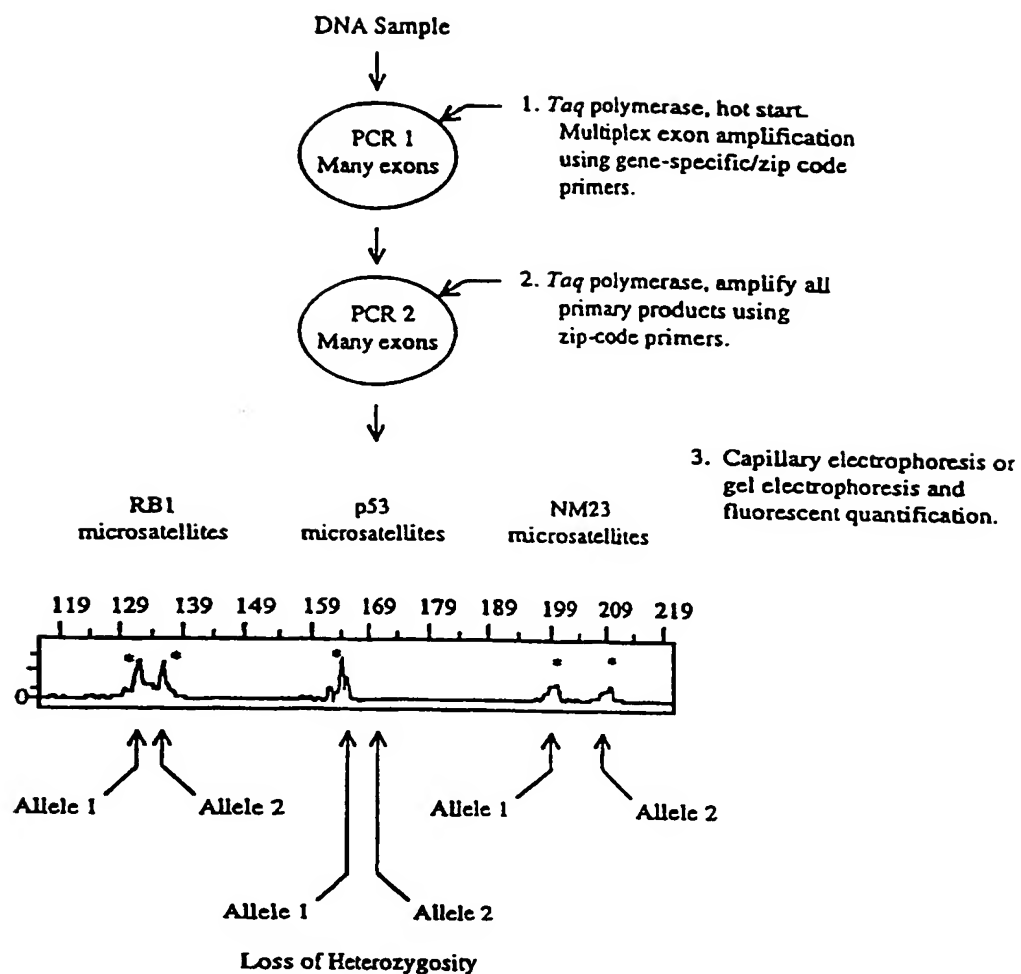 DNA Sample
PCR 1
Many exons
1. Taq polymerase, hot start.
Multiplex exon amplification
using gene-specific/zip code
primers.
PCR 2
Many exons
2. Taq polymerase, amplify all
primary products using
zip-code primers.
3. Capillary electrophoresis or
gel electrophoresis and
fluorescent quantification.
RB1
microsatellites
p53
microsatellites
NM23
microsatellites
119 129 139 149 159 169 179 189 199 209 219
* * * * *
0
Allele 1
Allele 2
Allele 1
Allele 2
Allele 1
Allele 2
Loss of Heterozygosity